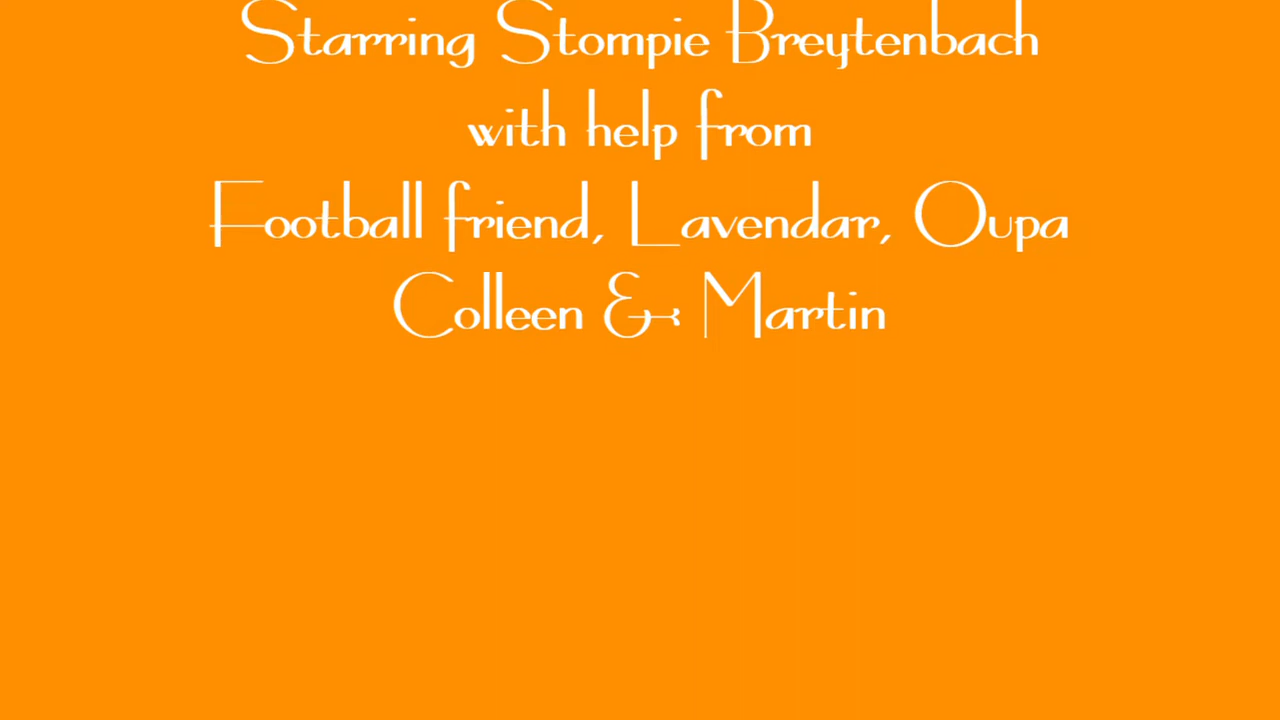 Starring Stompie Breytenbach
with help from
Football friend, Lavendar, Oupa
Colleen & Martin